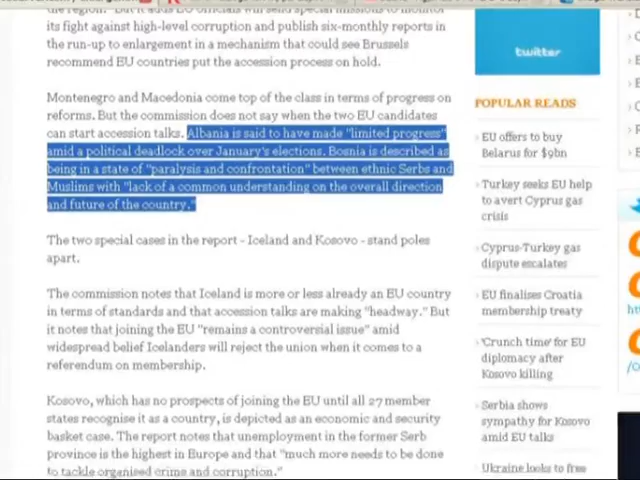 the region." But it adds EU officials will send special missions to monitor
its fight against high-level corruption and publish six-monthly reports in
the run-up to enlargement in a mechanism that could see Brussels
recommend EU countries put the accession process on hold.
Montenegro and Macedonia come top of the class in terms of progress on
reforms. But the commission does not say when the two EU candidates
can start accession talks. Albania is said to have made "limited progress"
amid a political deadlock over January's elections. Bosnia is described as
being in a state of "paralysis and confrontation" between ethnic Serbs and
Muslims with "lack of a common understanding on the overall direction
and future of the country."
The two special cases in the report - Iceland and Kosovo - stand poles
apart.
The commission notes that Iceland is more or less already an EU country
in terms of standards and that accession talks are making "headway." But
it notes that joining the EU "remains a controversial issue" amid
widespread belief Icelanders will reject the union when it comes to a
referendum on membership.
Kosovo, which has no prospects of joining the EU until all 27 member
states recognise it as a country, is depicted as an economic and security
basket case. The report notes that unemployment in the former Serb
province is the highest in Europe and that "much more needs to be done
to tackle organised crime and corruption."
twitter
POPULAR READS
› EU offers to buy
Belarus for $9bn
› Turkey seeks EU help
to avert Cyprus gas
crisis
› Cyprus-Turkey gas
dispute escalates
› EU finalises Croatia
membership treaty
› 'Crunch time' for EU
diplomacy after
Kosovo killing
› Serbia shows
sympathy for Kosovo
amid EU talks
› Ukraine looks to free